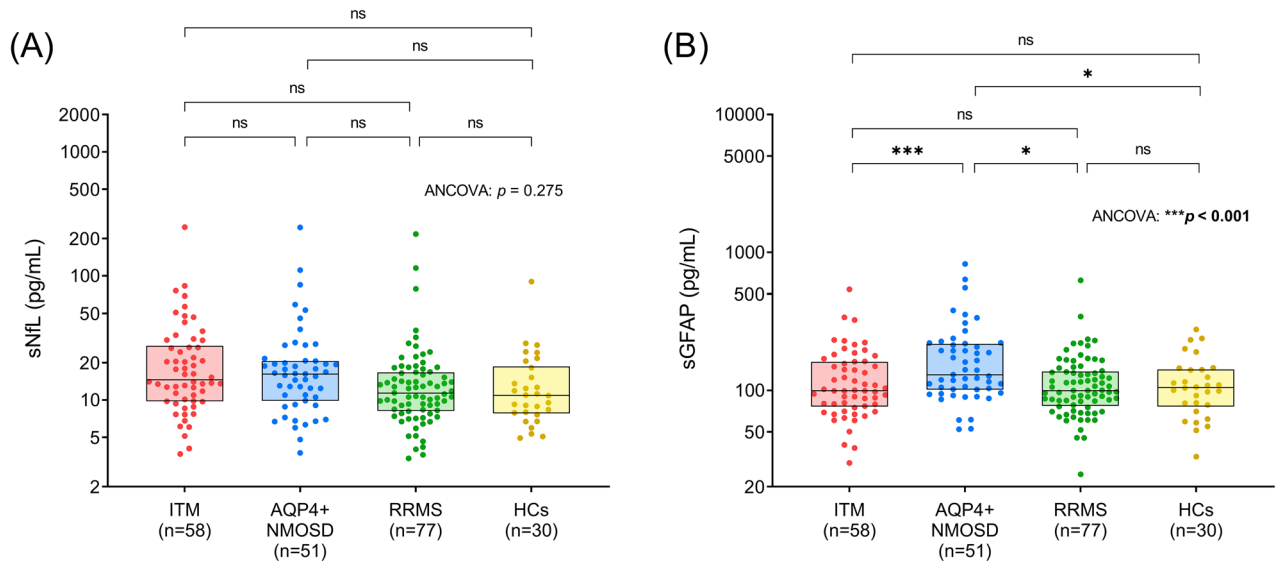 (A)
ns
ns
ns
ns
ns
ns
sNfL (pg/mL)
2000
1000
500
200
100
50
20
10
5
2
ANCOVA: p = 0.275
ITM
(n=58)
AQP4+
NMOSD
(n=51)
RRMS
(n=77)
HCs
(n=30)
(B)
ns
*
ns
***
*
ns
sGFAP (pg/mL)
10000
5000
1000
500
100
50
20
ANCOVA: ***p < 0.001
ITM
(n=58)
AQP4+
NMOSD
(n=51)
RRMS
(n=77)
HCs
(n=30)